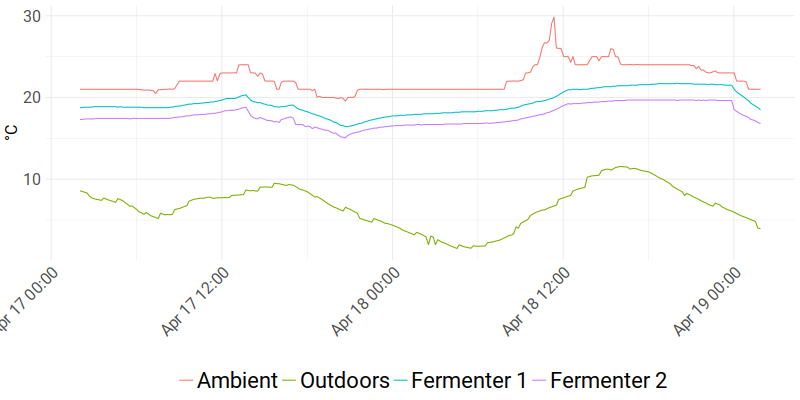 30
20
10
°C
17 00:00
Apr 17 12:00
Apr 18 00:00
Apr 18 12:00
Apr 19 00:00
Ambient Outdoors Fermenter 1 Fermenter 2